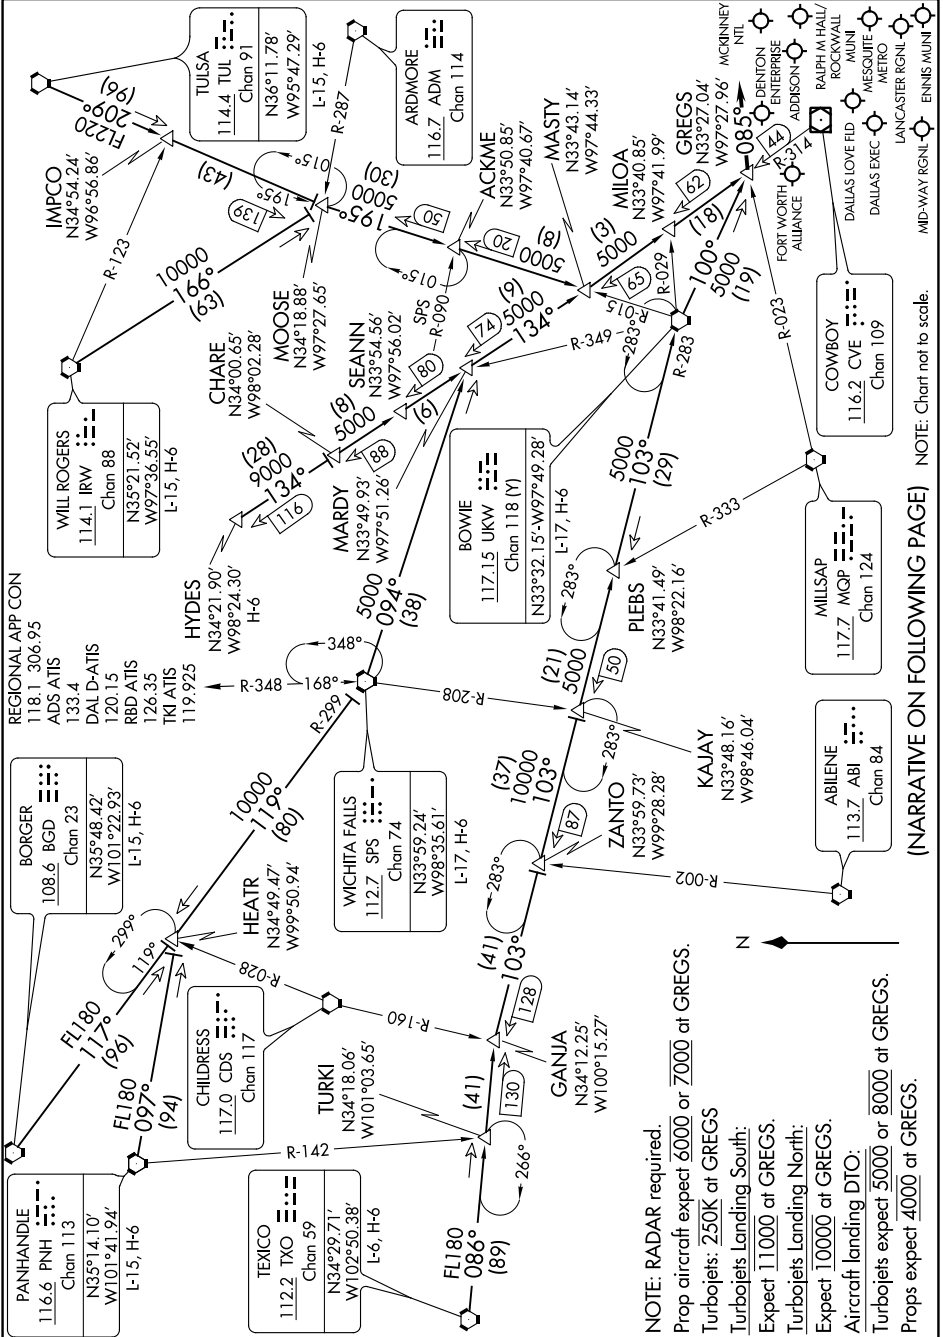 REGIONAL APP CON
118.1 306.95
ADS ATIS
133.4
DAL D-ATIS
120.15
RBD ATIS
126.35
TKI ATIS
119.925
PANHANDLE
116.6 PNH
Chan 113
N35°14.10'
W101°41.94'
L-15, H-6
BORGER
108.6 BGD
Chan 23
N35°48.42'
W101°22.93'
L-15, H-6
FL180
117°
(96)
FL180
097°
(94)
299°
119°
HEATR
N34°49.47'
W99°50.94'
10000
119°
(80)
R-299
R-348
348°
168°
WICHITA FALLS
112.7 SPS
Chan 74
N33°59.24'
W98°35.61'
L-17, H-6
5000
094°
(38)
R-208
CHILDRESS
117.0 CDS
Chan 117
R-028
R-160
R-142
TEXICO
112.2 TXO
Chan 59
N34°29.71'
W102°50.38'
L-6, H-6
FL180
086°
(89)
266°
TURKI
N34°18.06'
W101°03.65'
(41)
130
128
GANJA
N34°12.25'
W100°15.27'
(41)
103°
283°
87
ZANTO
N33°59.73'
W99°28.28'
R-002
ABILENE
113.7 ABI
Chan 84
(37)
10000
103°
283°
KAJAY
N33°48.16'
W98°46.04'
50
(21)
5000
283°
PLEBS
N33°41.49'
W98°22.16'
R-333
MILLSAP
117.7 MQP
Chan 124
R-023
5000
103°
(29)
BOWIE
117.15 UKW
Chan 118 (Y)
N33°32.15'-W97°49.28'
L-17, H-6
283°
R-283
R-015
R-029
R-349
100°
5000
(19)
WILL ROGERS
114.1 IRW
Chan 88
N35°21.52'
W97°36.55'
L-15, H-6
R-123
10000
166°
(93)
TULSA
114.4 TUL
Chan 91
N36°11.78'
W95°47.29'
L-15, H-6
FL220
209°
(96)
IMPCO
N34°54.24'
W96°56.86'
(43)
139
195°
015°
MOOSE
N34°18.88'
W97°27.65'
R-287
ARDMORE
116.7 ADM
Chan 114
195°
5000
(30)
50
015°
SPS
R-090
ACKME
N33°50.85'
W97°40.67'
20
5000
(8)
MASTY
N33°43.14'
W97°44.33'
HYDES
N34°21.90'
W98°24.30'
H-6
116
134°
9000
(28)
CHARE
N34°00.65'
W98°02.28'
88
5000
(8)
SEANN
N33°54.56'
W97°56.02'
80
(6)
MARDY
N33°49.93'
W97°51.26'
74
134°
5000
(9)
65
5000
(3)
MILOA
N33°40.85'
W97°41.99'
62
(18)
GREGS
N33°27.04'
W97°27.96'
085°
44
R-314
COWBOY
116.2 CVE
Chan 109
MCKINNEY
NTL
DENTON
ENTERPRISE
ADDISON
RALPH M HALL/
ROCKWALL
MUNI
MESQUITE
METRO
LANCASTER RGNL
ENNIS MUNI
FORT WORTH
ALLIANCE
DALLAS LOVE FLD
DALLAS EXEC
MID-WAY RGNL
N
NOTE: RADAR required.
Prop aircraft expect 6000 or 7000 at GREGS.
Turbojets: 250K at GREGS
Turbojets Landing South:
Expect 11000 at GREGS.
Turbojets Landing North:
Expect 10000 at GREGS.
Aircraft landing DTO:
Turbojets expect 5000 or 8000 at GREGS.
Props expect 4000 at GREGS.
(NARRATIVE ON FOLLOWING PAGE)
NOTE: Chart not to scale.